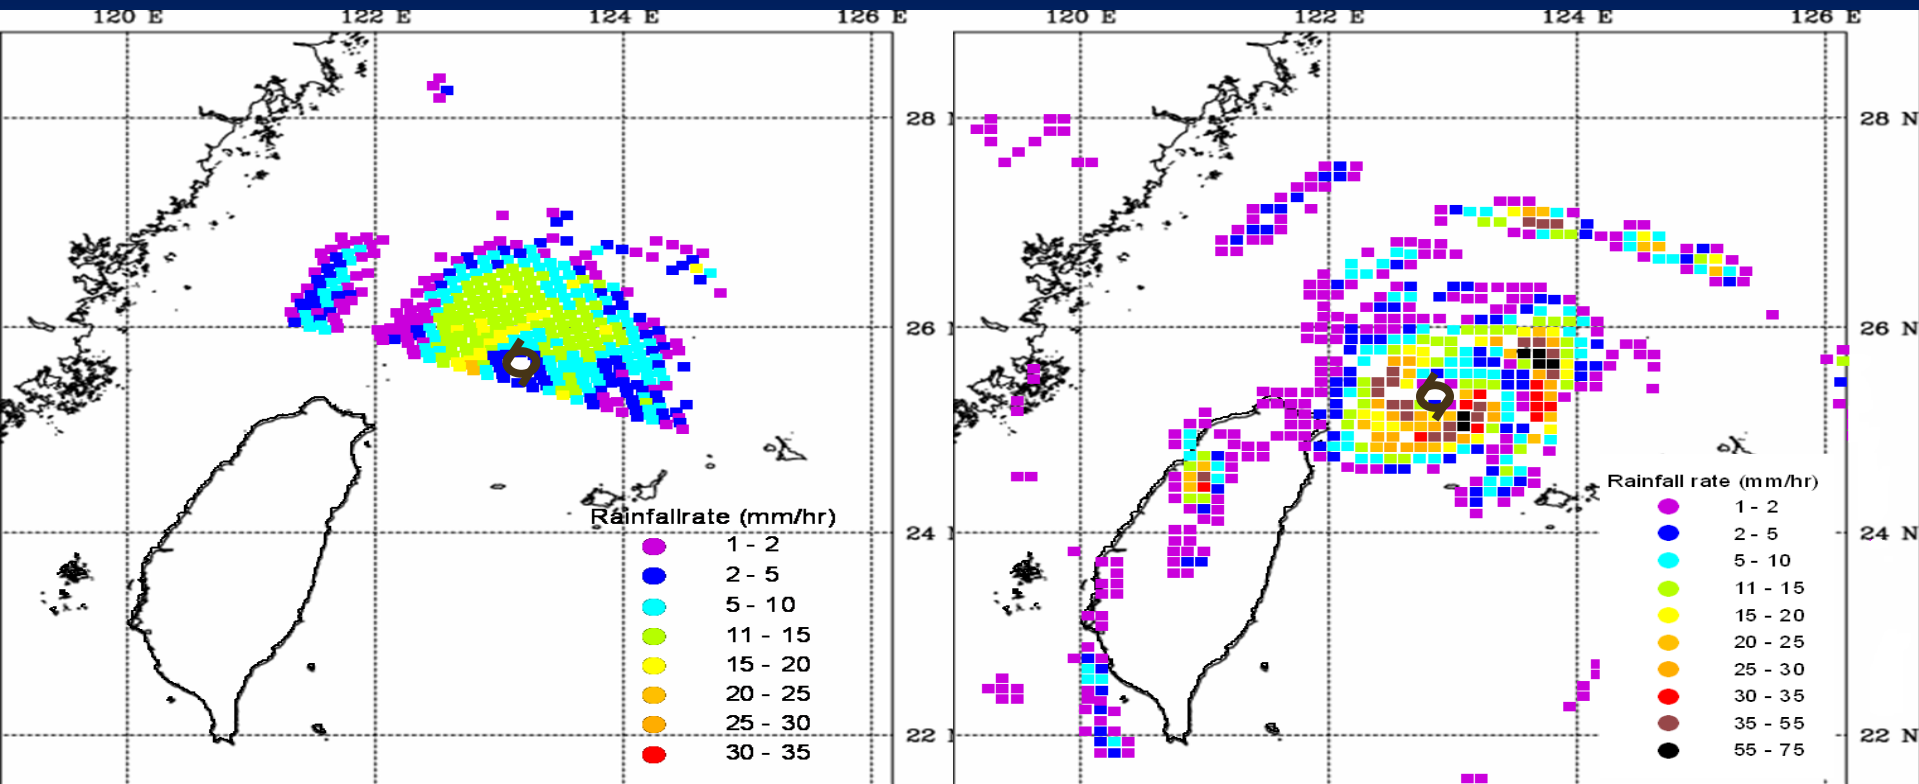 120 E 122 E 124 E 126 E
120 E 122 E 124 E 126 E
28 N
26 N
24 N
22 N
28 N
26 N
24 N
22 N
Rainfallrate (mm/hr)
1 - 2
2 - 5
5 - 10
11 - 15
15 - 20
20 - 25
25 - 30
30 - 35
Rainfall rate (mm/hr)
1 - 2
2 - 5
5 - 10
11 - 15
15 - 20
20 - 25
25 - 30
30 - 35
35 - 55
55 - 75